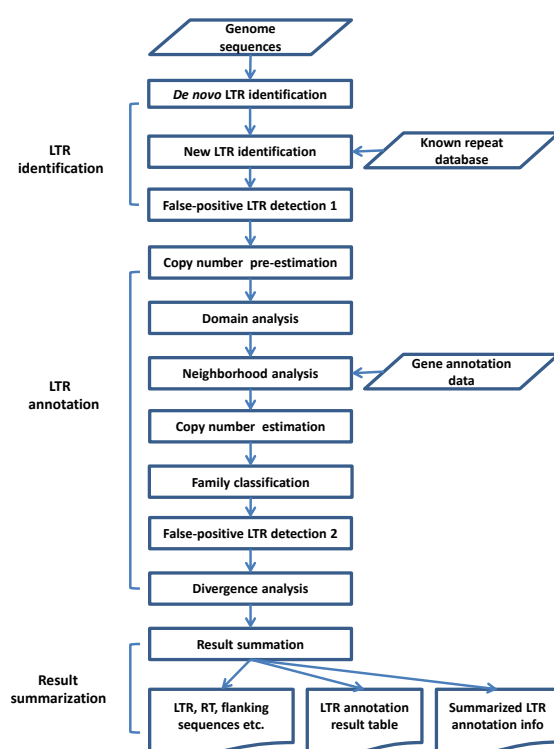 Genome
sequences
De novo LTR identification
LTR
identification
New LTR identification
Known repeat
database
False-positive LTR detection 1
Copy number pre-estimation
Domain analysis
LTR
annotation
Neighborhood analysis
Gene annotation
data
Copy number estimation
Family classification
False-positive LTR detection 2
Divergence analysis
Result summation
Result
summarization
LTR, RT, flanking
sequences etc.
LTR annotation
result table
Summarized LTR
annotation info